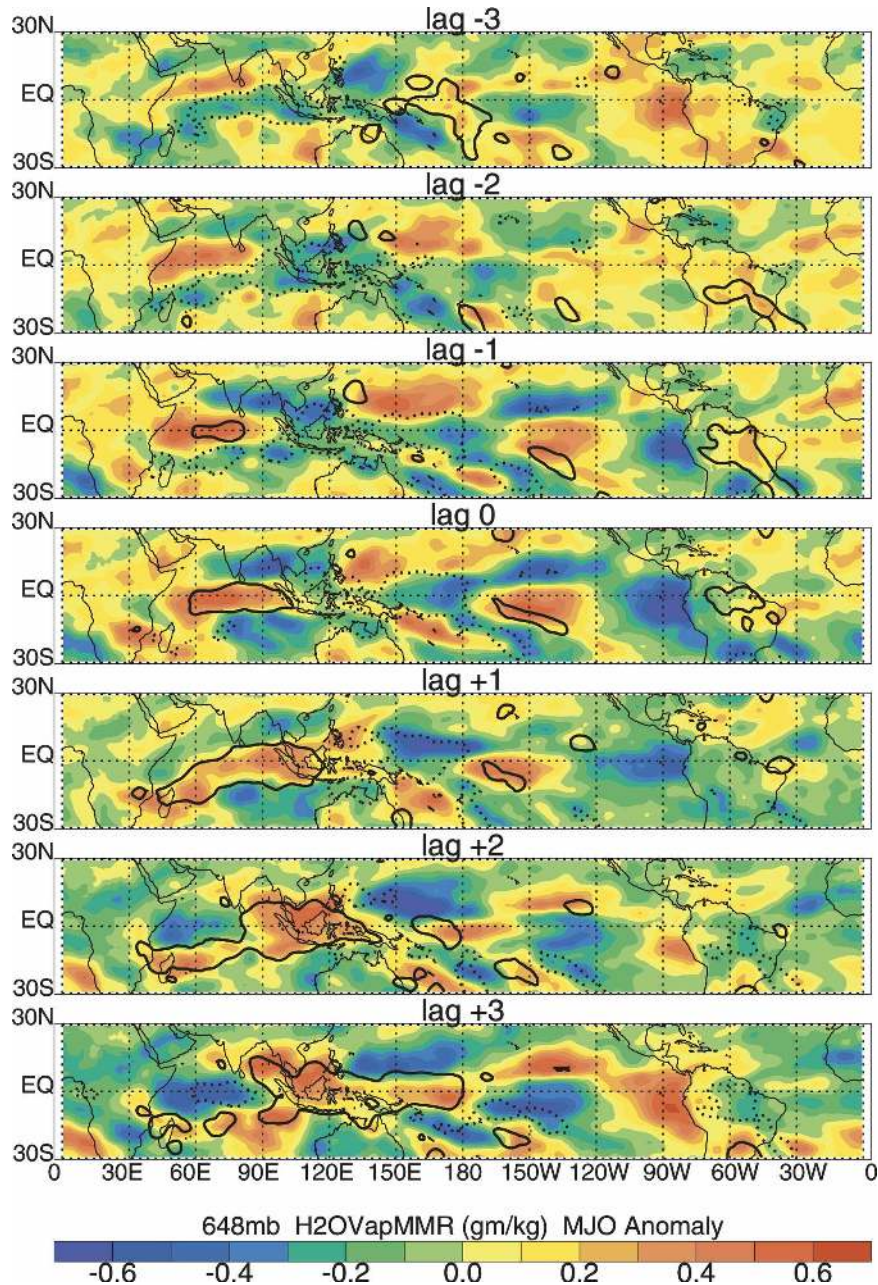 lag -3
30N
EQ
30S
lag -2
30N
EQ
30S
lag -1
30N
EQ
30S
lag 0
30N
EQ
30S
lag +1
30N
EQ
30S
lag +2
30N
EQ
30S
lag +3
30N
EQ
30S
0 30E 60E 90E 120E 150E 180 150W 120W 90W 60W 30W 0
648mb H2OVapMMR (gm/kg) MJO Anomaly
-0.6 -0.4 -0.2 0.0 0.2 0.4 0.6